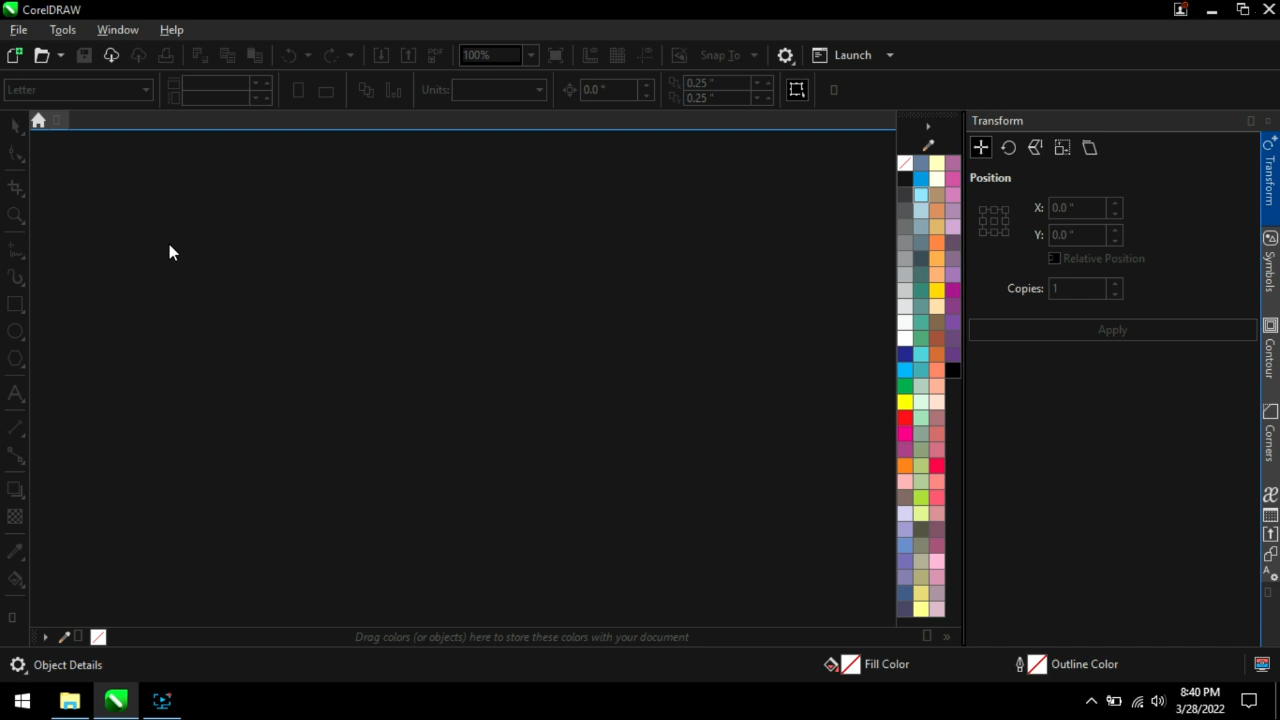 CorelDRAW
File Tools Window Help
100% Snap To Launch
Letter Units: 0.0 " 0.25 "
0.25 "
Transform
Position
X: 0.0 "
Y: 0.0 "
Relative Position
Copies: 1
Apply
Transform
Symbols
Contour
Corners
Drag colors (or objects) here to store these colors with your document
Object Details Fill Color Outline Color
8:40 PM
3/28/2022